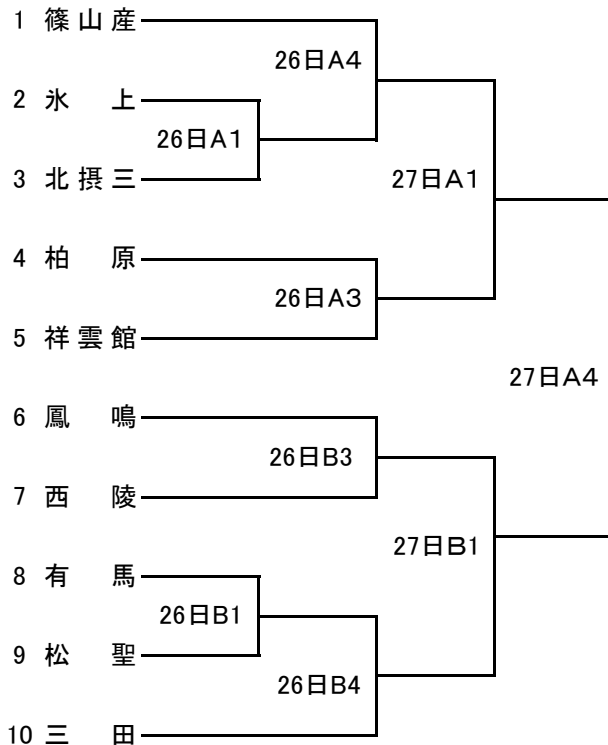 1 篠山産
26日A4
2 氷 上
26日A1
3 北摂三
27日A1
4 柏 原
26日A3
5 祥雲館
27日A4
6 鳳 鳴
26日B3
7 西 陵
27日B1
8 有 馬
26日B1
9 松 聖
26日B4
10 三 田